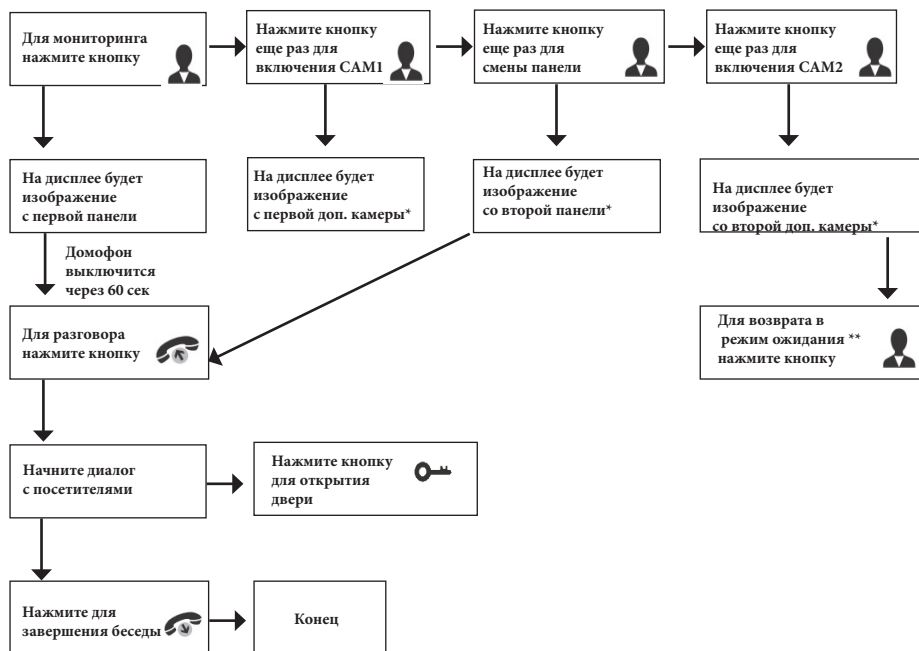 Для мониторинга
нажмите кнопку
Нажмите кнопку
еще раз для
включения CAM1
Нажмите кнопку
еще раз для
смены панели
Нажмите кнопку
еще раз для
включения CAM2
На дисплее будет
изображение
с первой панели
На дисплее будет
изображение
с первой доп. камеры*
На дисплее будет
изображение
со второй панели*
На дисплее будет
изображение
со второй доп. камеры*
Домофон
выключится
через 60 сек
Для разговора
нажмите кнопку
Для возврата в
режим ожидания **
нажмите кнопку
Начните диалог
с посетителями
Нажмите кнопку
для открытия
двери
Нажмите для
завершения беседы
Конец